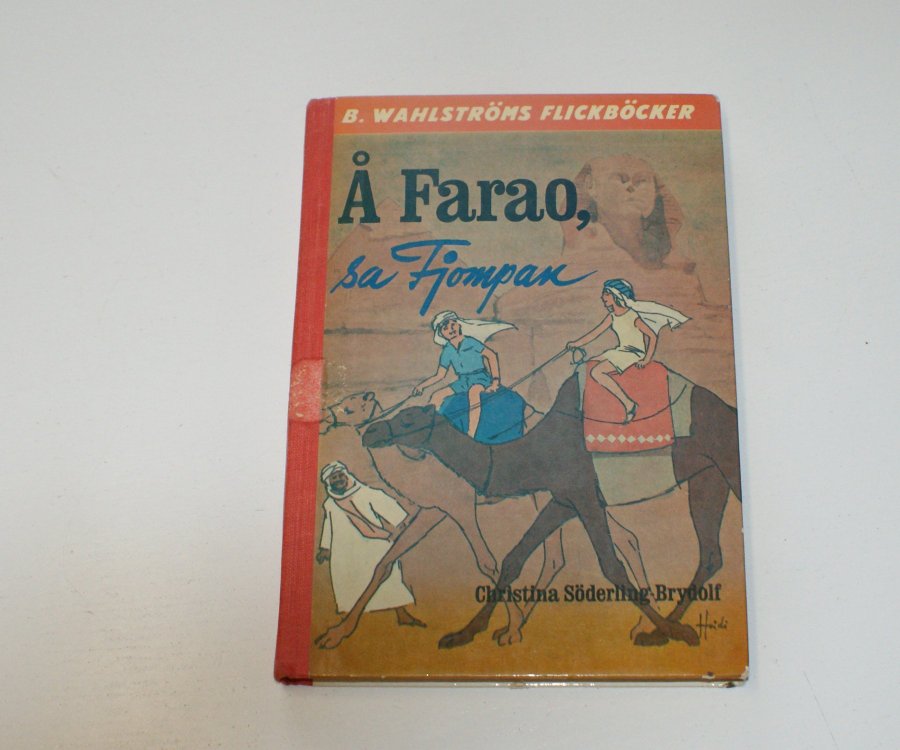 B. WAHLSTRÖMS FLICKBÖCKER
Å Farao,
sa Fjompan
Christina Söderling-Brydolf
Heidi